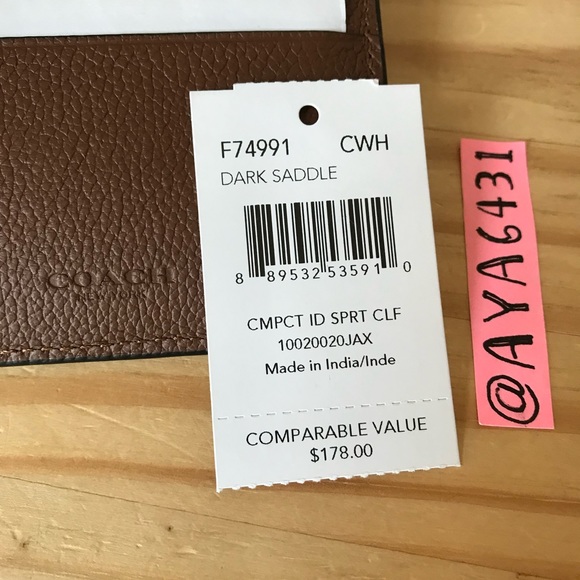 F74991 CWH
DARK SADDLE
8 89532 53591 0
CMPCT ID SPRT CLF
10020020JAX
Made in India/Inde
COMPARABLE VALUE
$178.00
COACH
@AYA6431